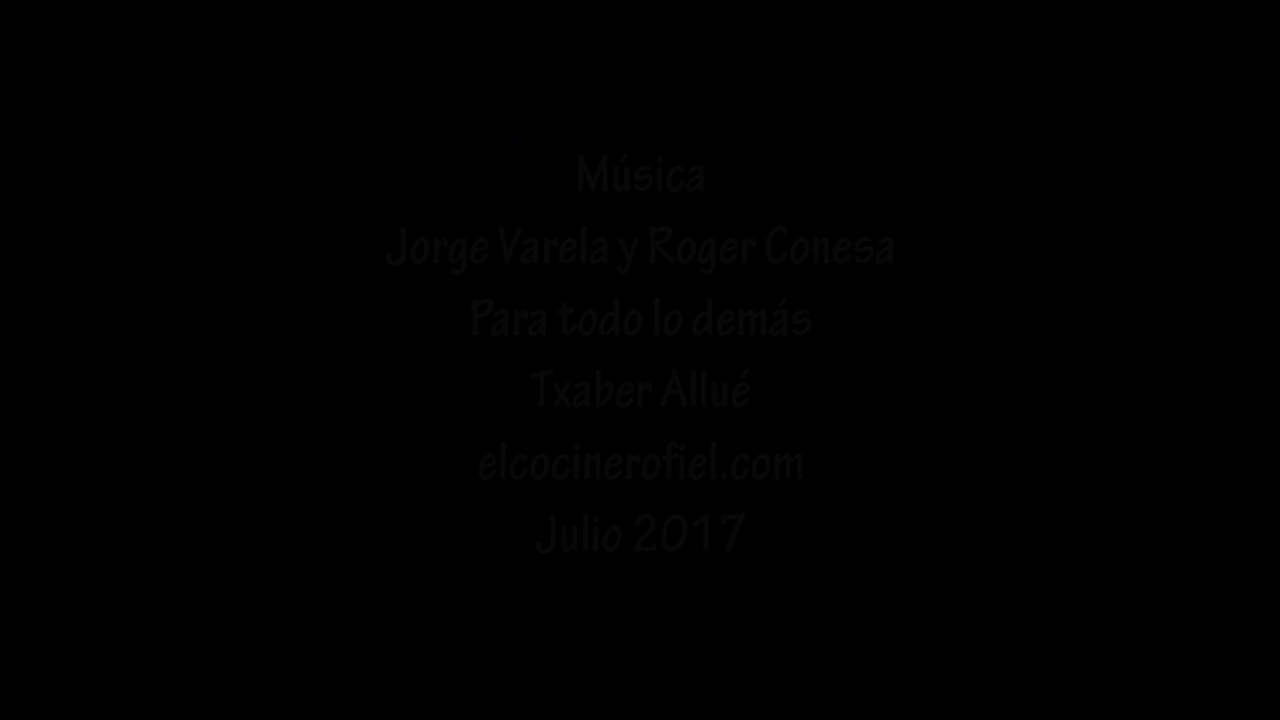 Música
Jorge Varela y Roger Conesa
Para todo lo demás
Txaber Allué
elcocinerofiel.com
Julio 2017